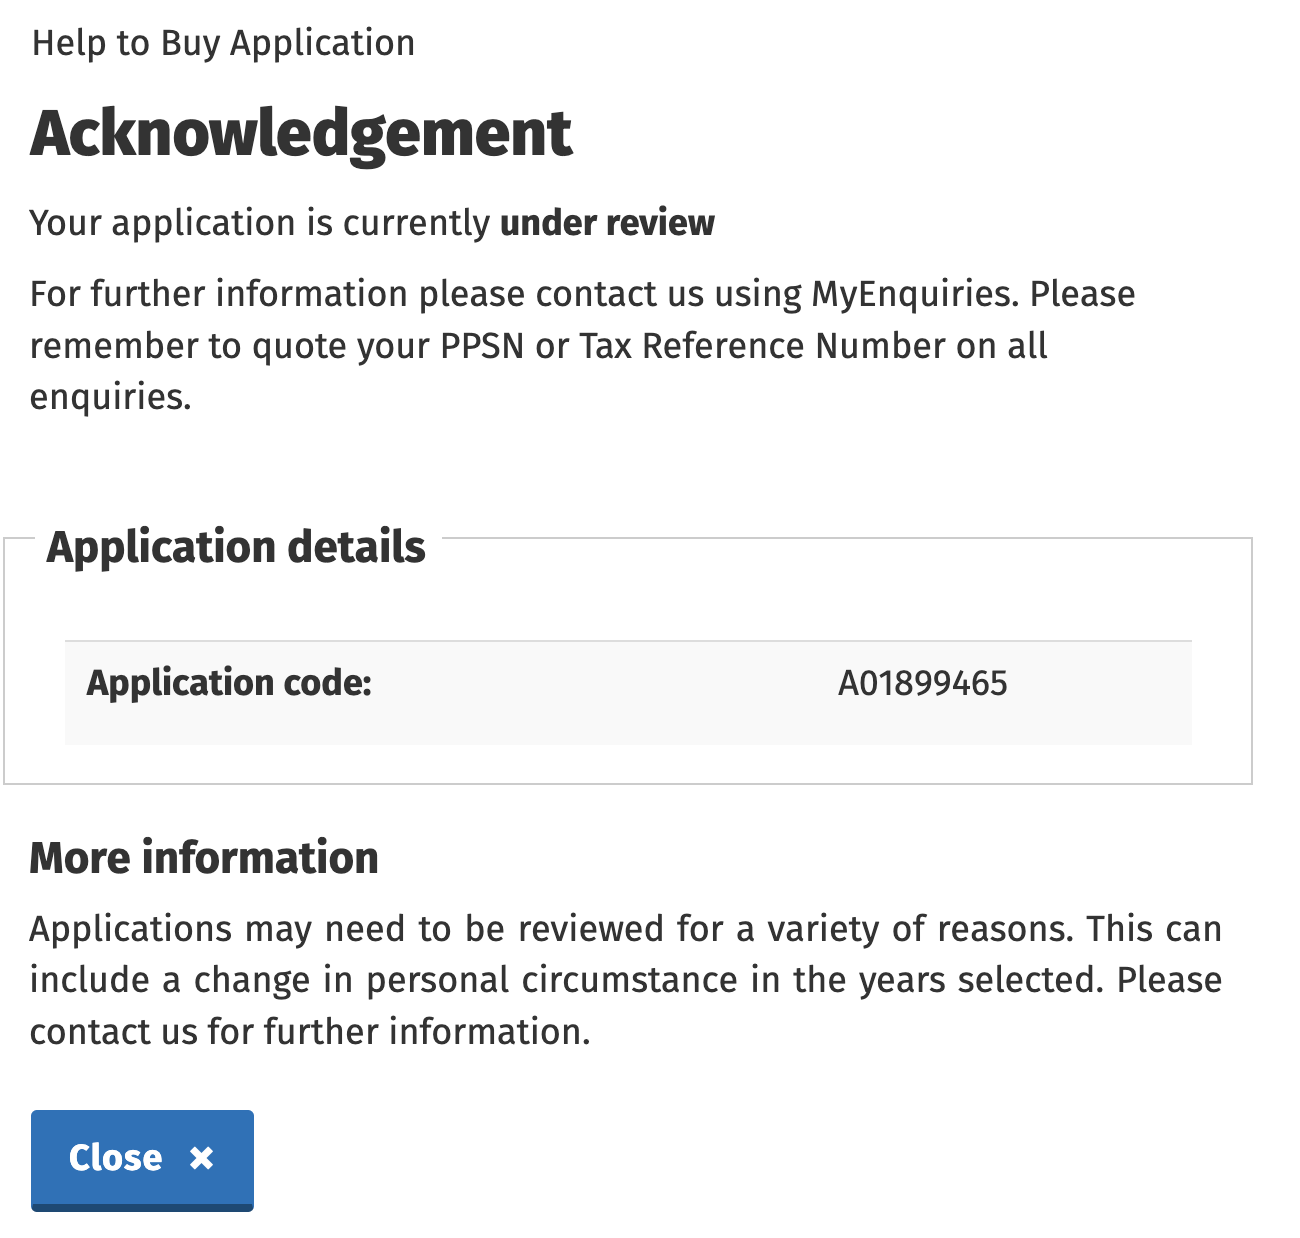 Help to Buy Application
Acknowledgement
Your application is currently under review
For further information please contact us using MyEnquiries. Please
remember to quote your PPSN or Tax Reference Number on all
enquiries.
Application details
Application code: A01899465
More information
Applications may need to be reviewed for a variety of reasons. This can
include a change in personal circumstance in the years selected. Please
contact us for further information.
Close ×